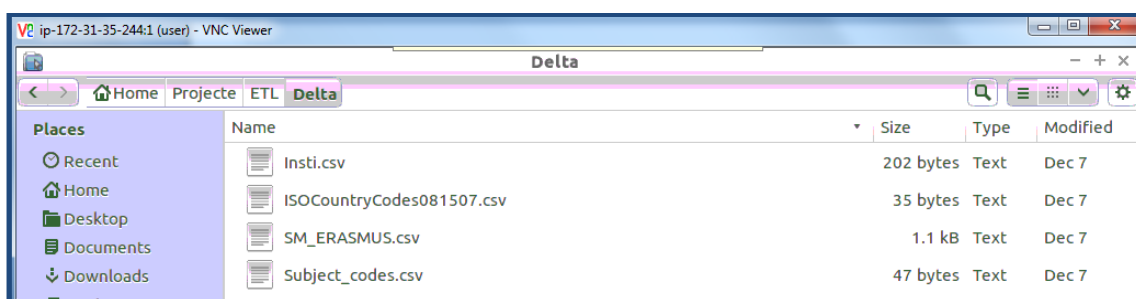 ip-172-31-35-244:1 (user) - VNC Viewer
Delta
Home Projecte ETL Delta
Places Name Size Type Modified
Recent Insti.csv 202 bytes Text Dec 7
Home ISOCountryCodes081507.csv 35 bytes Text Dec 7
Desktop
Documents SM_ERASMUS.csv 1.1 kB Text Dec 7
Downloads Subject_codes.csv 47 bytes Text Dec 7